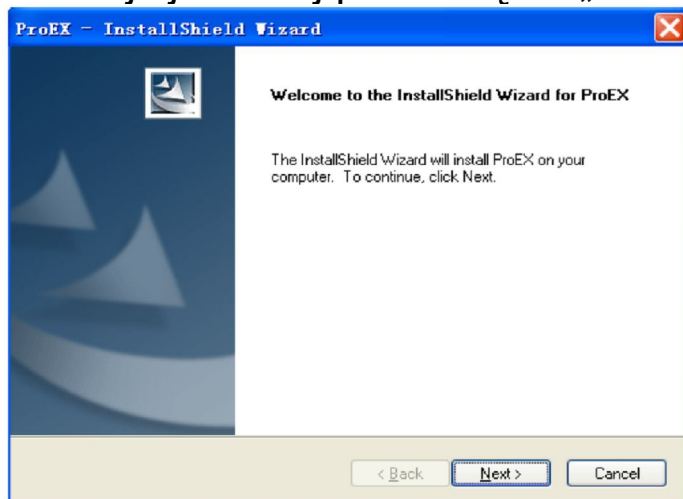 ProEX - InstallShield Wizard
Welcome to the InstallShield Wizard for ProEX
The InstallShield Wizard will install ProEX on your
computer. To continue, click Next.
< Back
Next >
Cancel